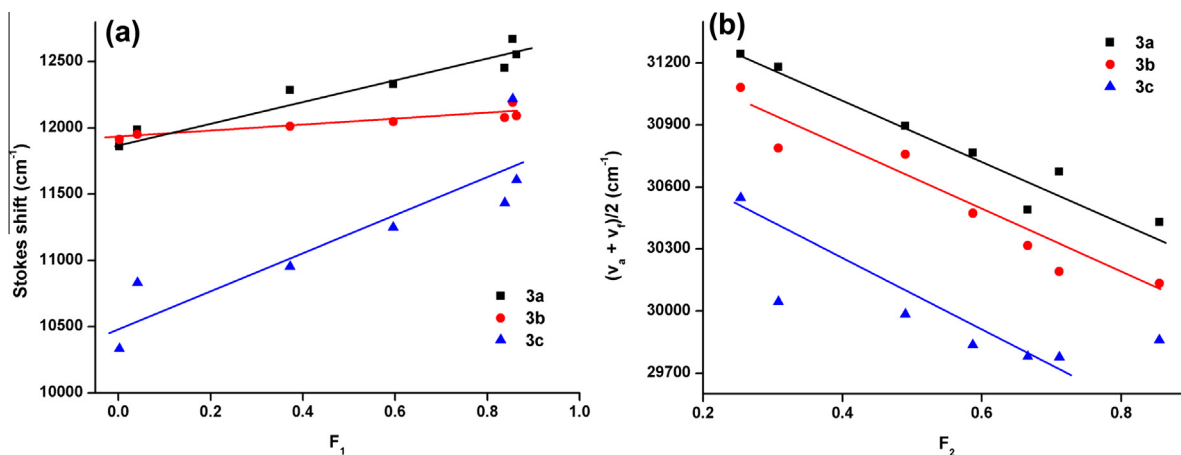 (a)
Stokes shift (cm⁻¹)
12500
12000
11500
11000
10500
10000
3a
3b
3c
0.0 0.2 0.4 0.6 0.8 1.0
F₁
(b)
(νₐ + ν_f)/2 (cm⁻¹)
31200
30900
30600
30300
30000
29700
3a
3b
3c
0.2 0.4 0.6 0.8
F₂